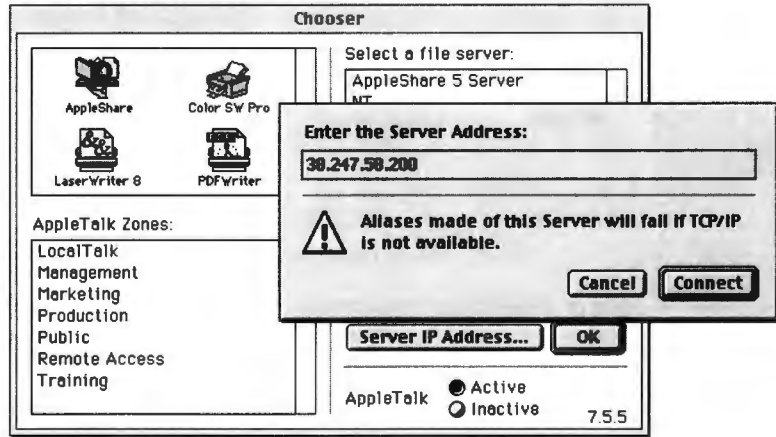 Chooser
AppleShare
Color SW Pro
LaserWriter 8
PDFWriter
Select a file server:
AppleShare 5 Server
NT
AppleTalk Zones:
LocalTalk
Management
Marketing
Production
Public
Remote Access
Training
Enter the Server Address:
38.247.58.200
Aliases made of this Server will fail if TCP/IP
is not available.
Cancel
Connect
Server IP Address...
OK
AppleTalk
Active
Inactive
7.5.5